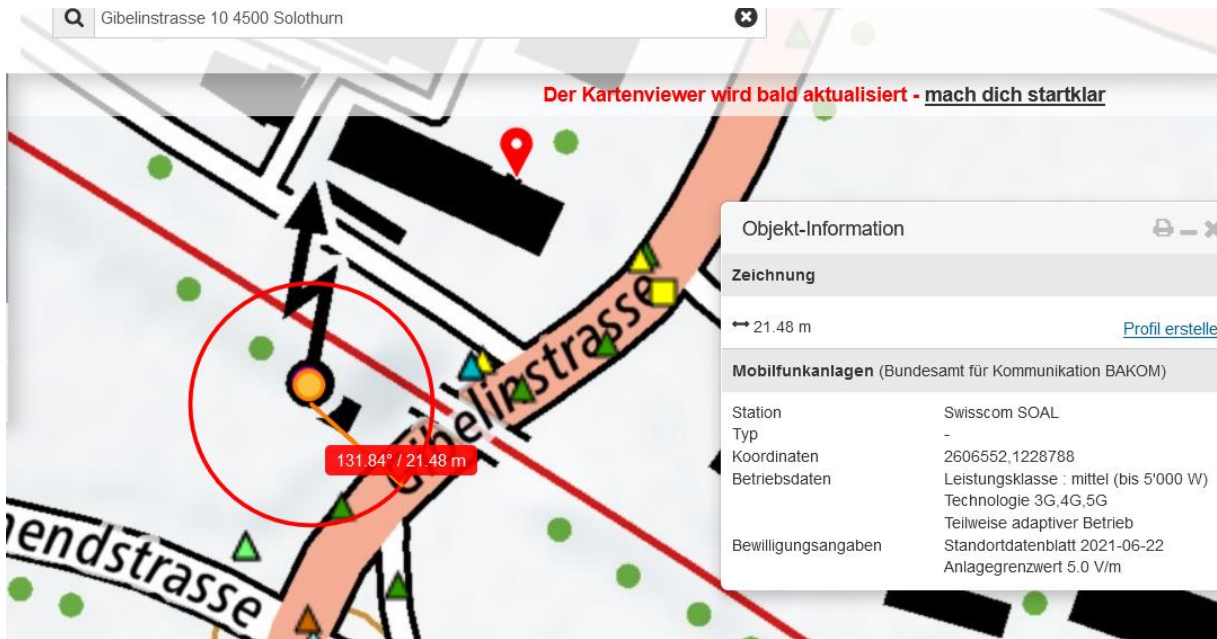 Gibelinstrasse 10 4500 Solothurn
Der Kartenviewer wird bald aktualisiert - mach dich startklar
Objekt-Information
Zeichnung
21.48 m
Profil erstelle
Mobilfunkanlagen (Bundesamt für Kommunikation BAKOM)
Station Swisscom SOAL
Typ -
Koordinaten 2606552,1228788
Betriebsdaten Leistungsklasse : mittel (bis 5'000 W)
Technologie 3G,4G,5G
Teilweise adaptiver Betrieb
Bewilligungsangaben Standortdatenblatt 2021-06-22
Anlagegrenzwert 5.0 V/m
Gibelinstrasse
131.84° / 21.48 m
nendstrasse